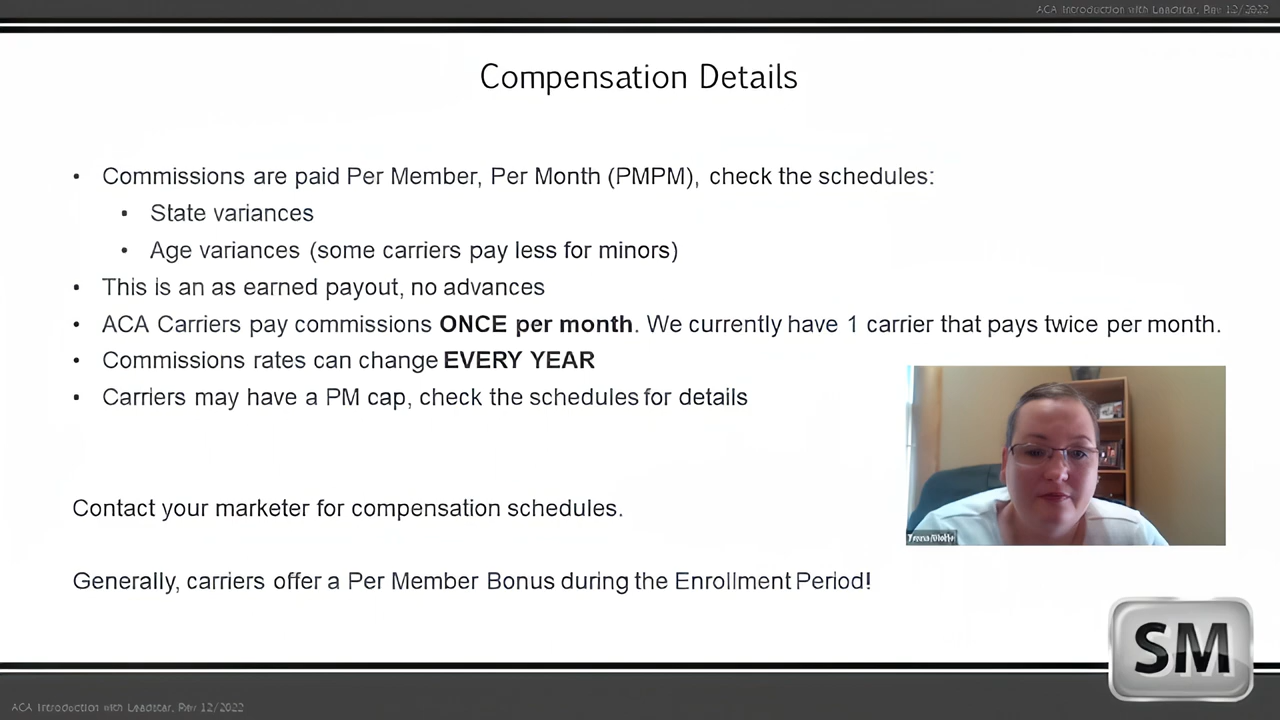 ACA Introduction with Leadstar, Rev 12/2022
Compensation Details
• Commissions are paid Per Member, Per Month (PMPM), check the schedules:
• State variances
• Age variances (some carriers pay less for minors)
• This is an as earned payout, no advances
• ACA Carriers pay commissions ONCE per month. We currently have 1 carrier that pays twice per month.
• Commissions rates can change EVERY YEAR
• Carriers may have a PM cap, check the schedules for details
Contact your marketer for compensation schedules.
Generally, carriers offer a Per Member Bonus during the Enrollment Period!
SM
ACA Introduction with Leadstar, Rev 12/2022